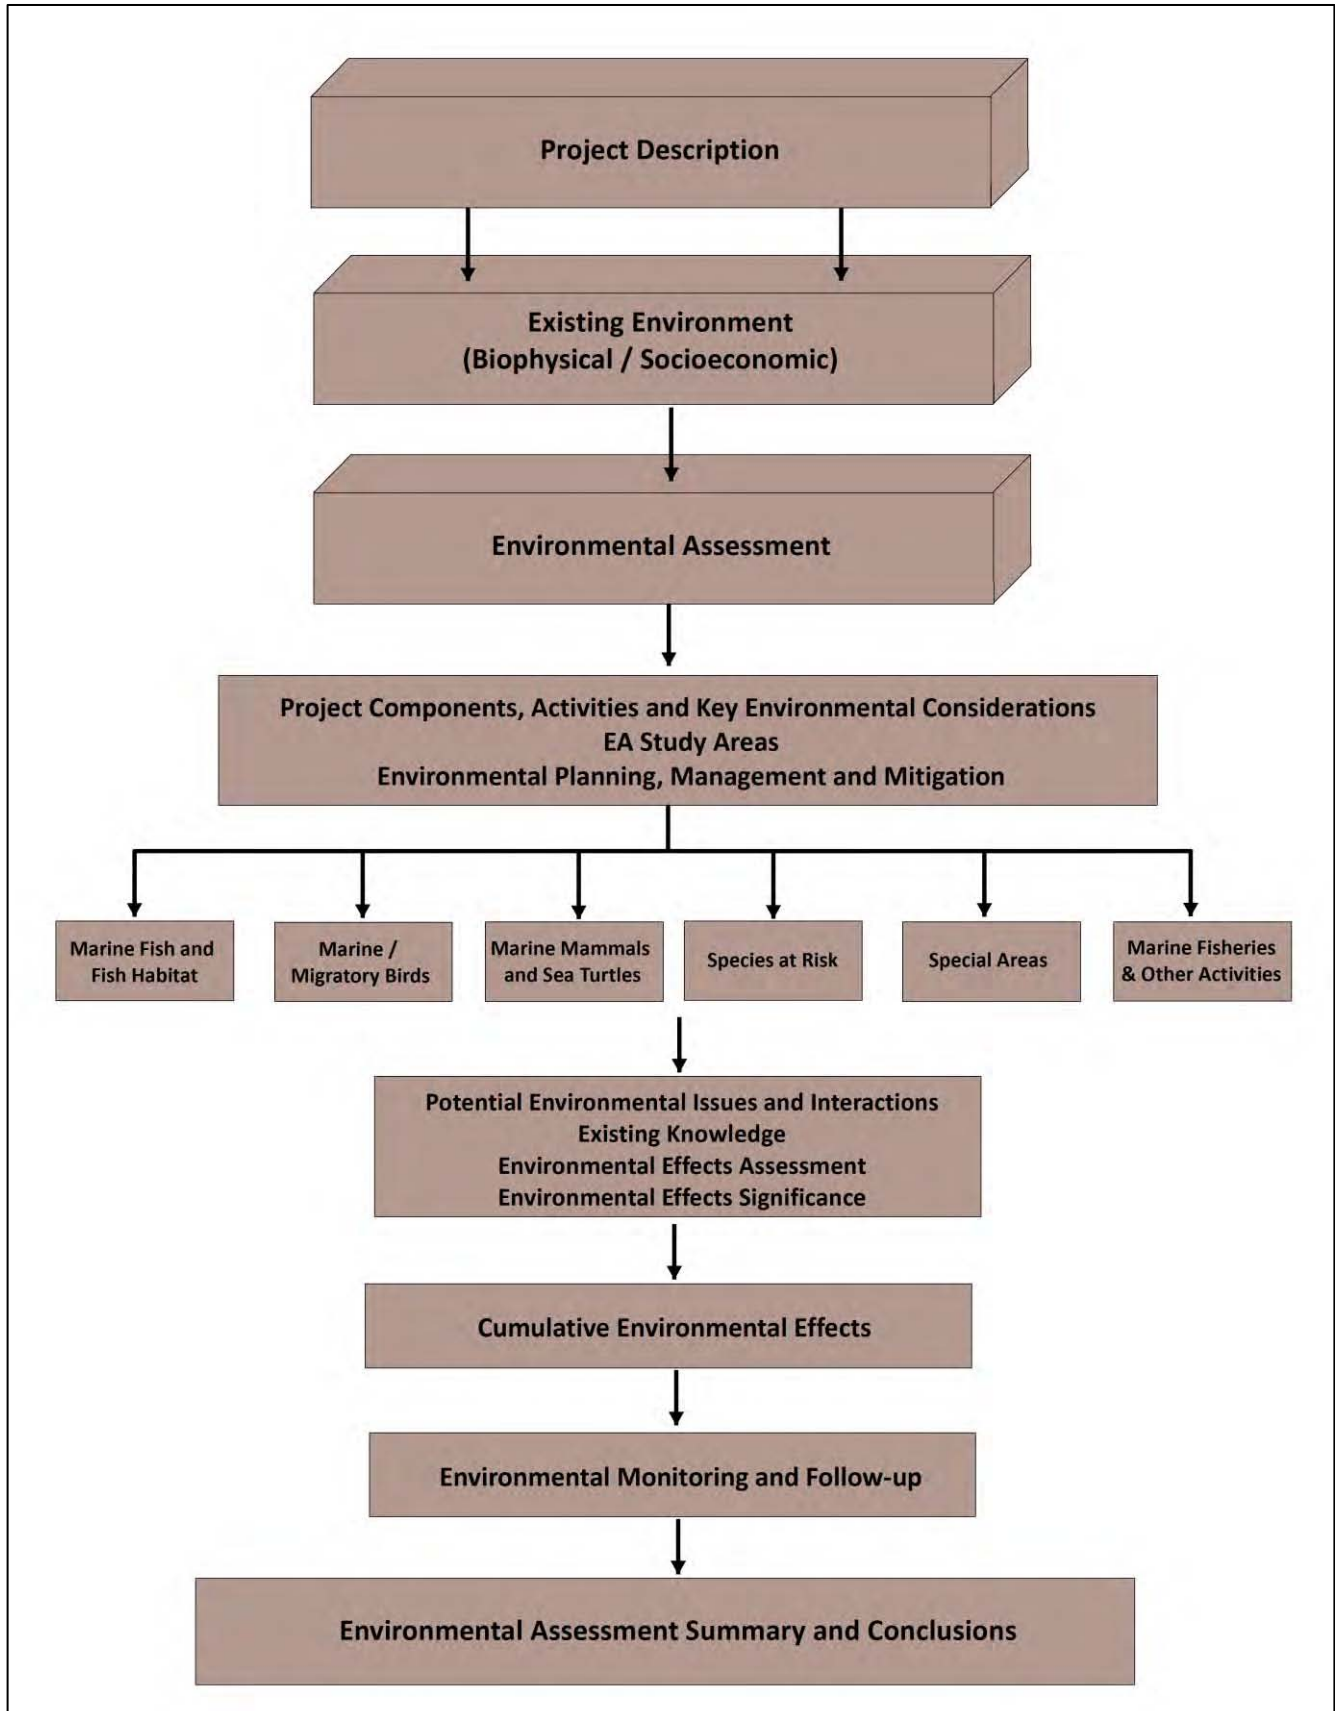 Project Description
Existing Environment
(Biophysical / Socioeconomic)
Environmental Assessment
Project Components, Activities and Key Environmental Considerations
EA Study Areas
Environmental Planning, Management and Mitigation
Marine Fish and
Fish Habitat
Marine /
Migratory Birds
Marine Mammals
and Sea Turtles
Species at Risk
Special Areas
Marine Fisheries
& Other Activities
Potential Environmental Issues and Interactions
Existing Knowledge
Environmental Effects Assessment
Environmental Effects Significance
Cumulative Environmental Effects
Environmental Monitoring and Follow-up
Environmental Assessment Summary and Conclusions